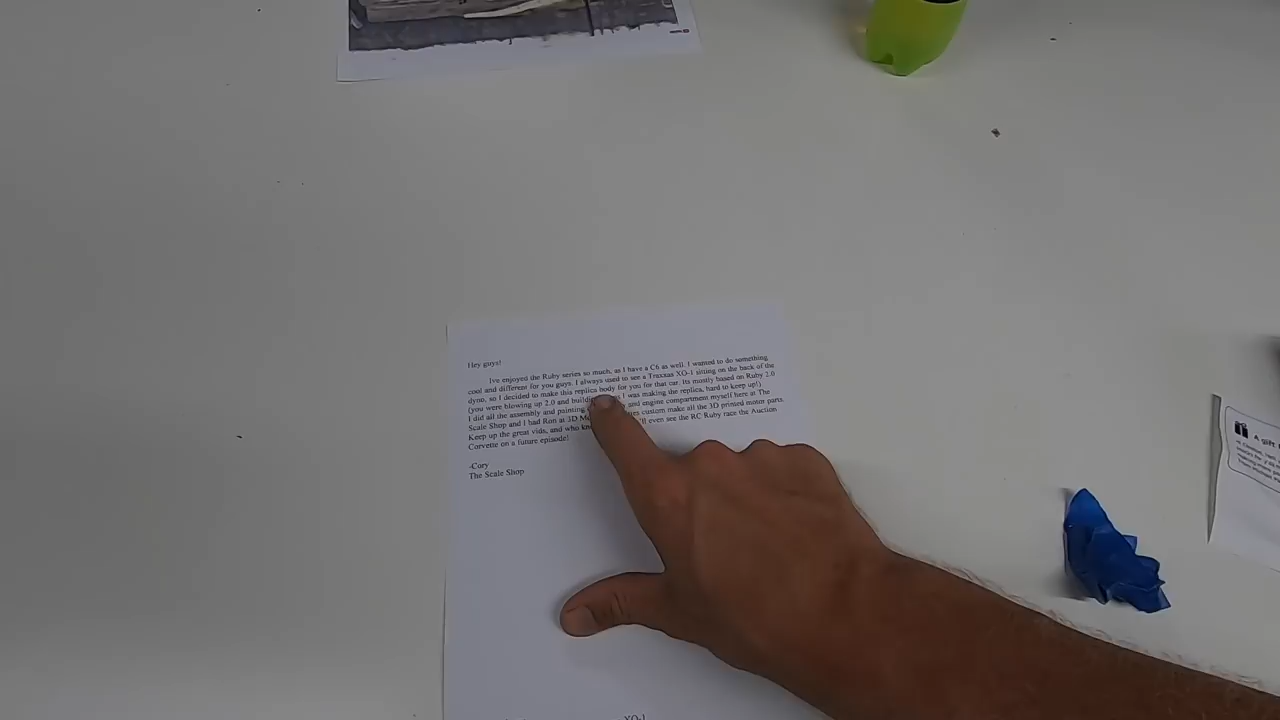 Hey guys!
Ive enjoyed the Ruby series so much, as I have a C6 as well. I wanted to do something
cool and different for you guys. I always used to see a Traxxas XO-1 sitting on the back of the
dyno, so I decided to make this replica body for you for that car. Its mostly based on Ruby 2.0
(you were blowing up 2.0 and I was making the replica, hard to keep up!)
I did all the assembly and painting and engine compartment myself here at The
Scale Shop and I had Ron at 3D custom make all the 3D printed motor parts.
Keep up the great vids, and who even see the RC Ruby race the Auction
Corvette on a future episode!
-Cory
The Scale Shop
XO-1
A gift